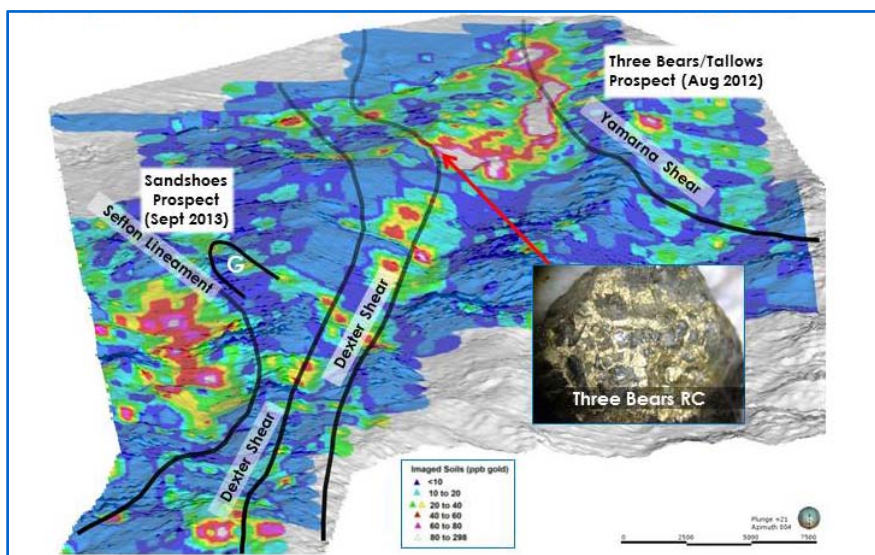 Three Bears/Tallows
Prospect (Aug 2012)
Yamarna Shear
Sandshoes
Prospect
(Sept 2013)
Sefton Lineament
G
Dexter Shear
Dexter Shear
Three Bears RC
Imaged Soils (ppb gold)
<10
10 to 20
20 to 40
40 to 60
60 to 80
80 to 298
Plunge +21
Azimuth 004
0 2500 5000 7500